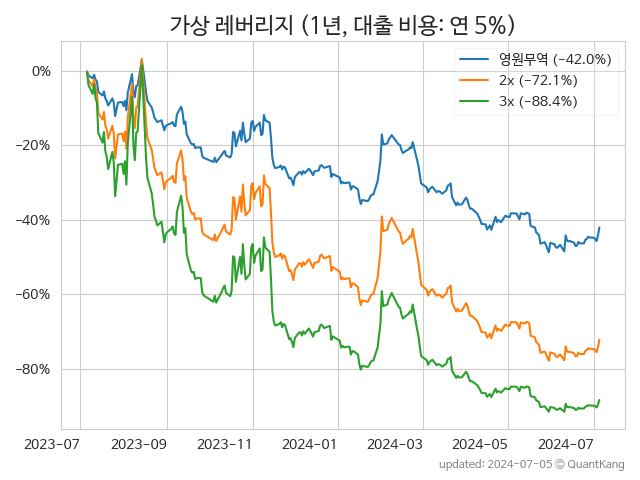 가상 레버리지 (1년, 대출 비용: 연 5%)
영원무역 (−42.0%)
2x (−72.1%)
3x (−88.4%)
0%
−20%
−40%
−60%
−80%
2023-07 2023-09 2023-11 2024-01 2024-03 2024-05 2024-07
updated: 2024-07-05 © QuantKang